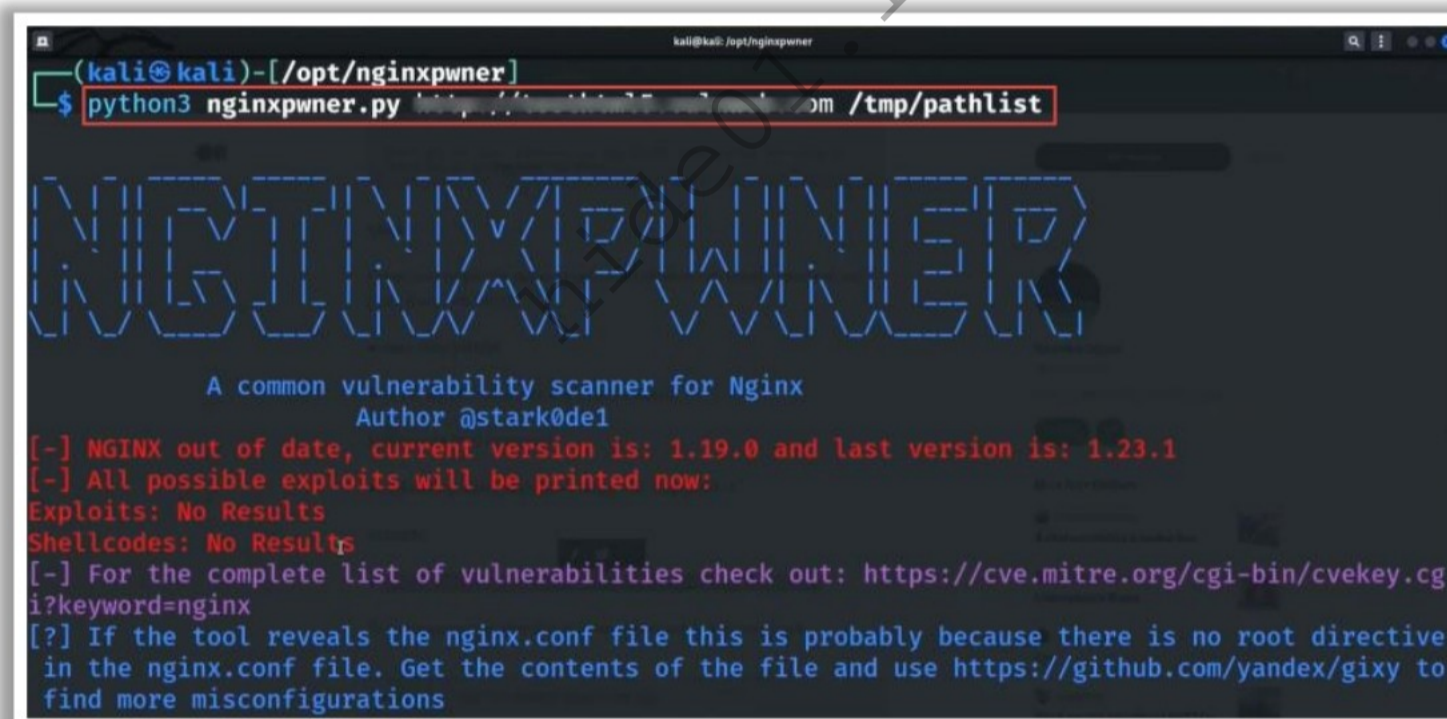 kali@kali: /opt/nginxpwner
(kali㉿kali)-[/opt/nginxpwner]
$ python3 nginxpwner.py om /tmp/pathlist
NGINXPWNER
A common vulnerability scanner for Nginx
Author @stark0de1
[-] NGINX out of date, current version is: 1.19.0 and last version is: 1.23.1
[-] All possible exploits will be printed now:
Exploits: No Results
Shellcodes: No Results
[-] For the complete list of vulnerabilities check out: https://cve.mitre.org/cgi-bin/cvekey.cg
i?keyword=nginx
[?] If the tool reveals the nginx.conf file this is probably because there is no root directive
in the nginx.conf file. Get the contents of the file and use https://github.com/yandex/gixy to
find more misconfigurations
hide01.